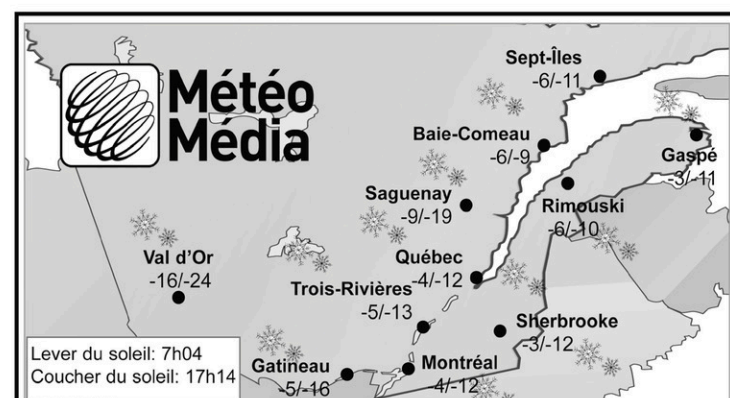 Météo
Média
Sept-Îles
-6/-11
Baie-Comeau
-6/-9
Gaspé
-3/-11
Saguenay
-9/-19
Rimouski
-6/-10
Val d'Or
-16/-24
Québec
-4/-12
Trois-Rivières
-5/-13
Sherbrooke
-3/-12
Lever du soleil: 7h04
Coucher du soleil: 17h14
Gatineau
-5/-16
Montréal
-4/-12